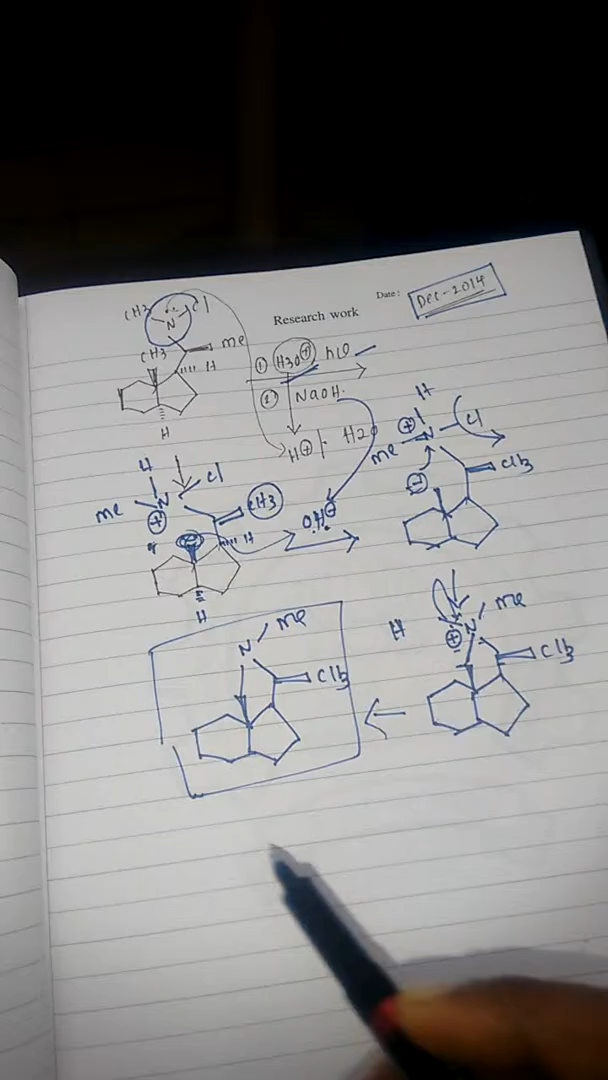 Date: Dec-2014
Research work
CH3 N Cl
CH3 Me
H
① H3O⊕ hυ
② NaOH
H
H⊕ H2O
H
Me N Cl
⊕
CH3
⊖
H
Me N Cl
⊕
CH3
H
OH⊖
H
N Me
⊕
CH3
H
N Me
CH3